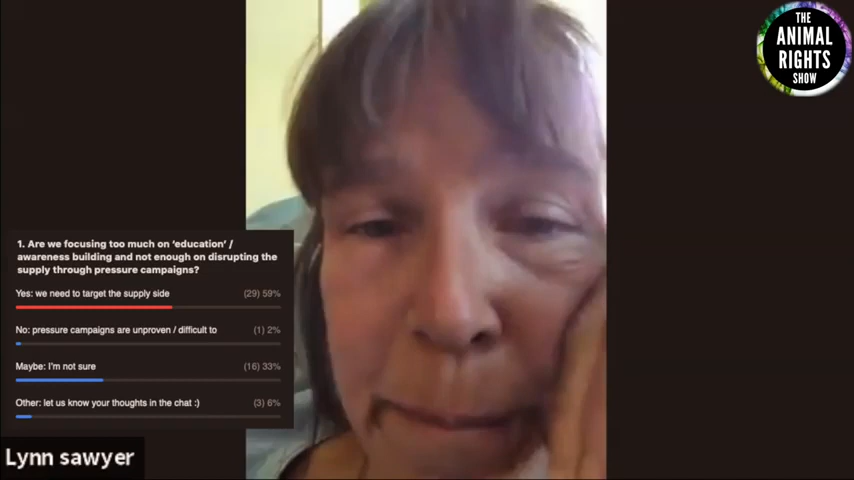 THE
ANIMAL
RIGHTS
SHOW
1. Are we focusing too much on ‘education’ /
awareness building and not enough on disrupting the
supply through pressure campaigns?
Yes: we need to target the supply side (29) 59%
No: pressure campaigns are unproven / difficult to (1) 2%
Maybe: I'm not sure (16) 33%
Other: let us know your thoughts in the chat :) (3) 6%
Lynn sawyer